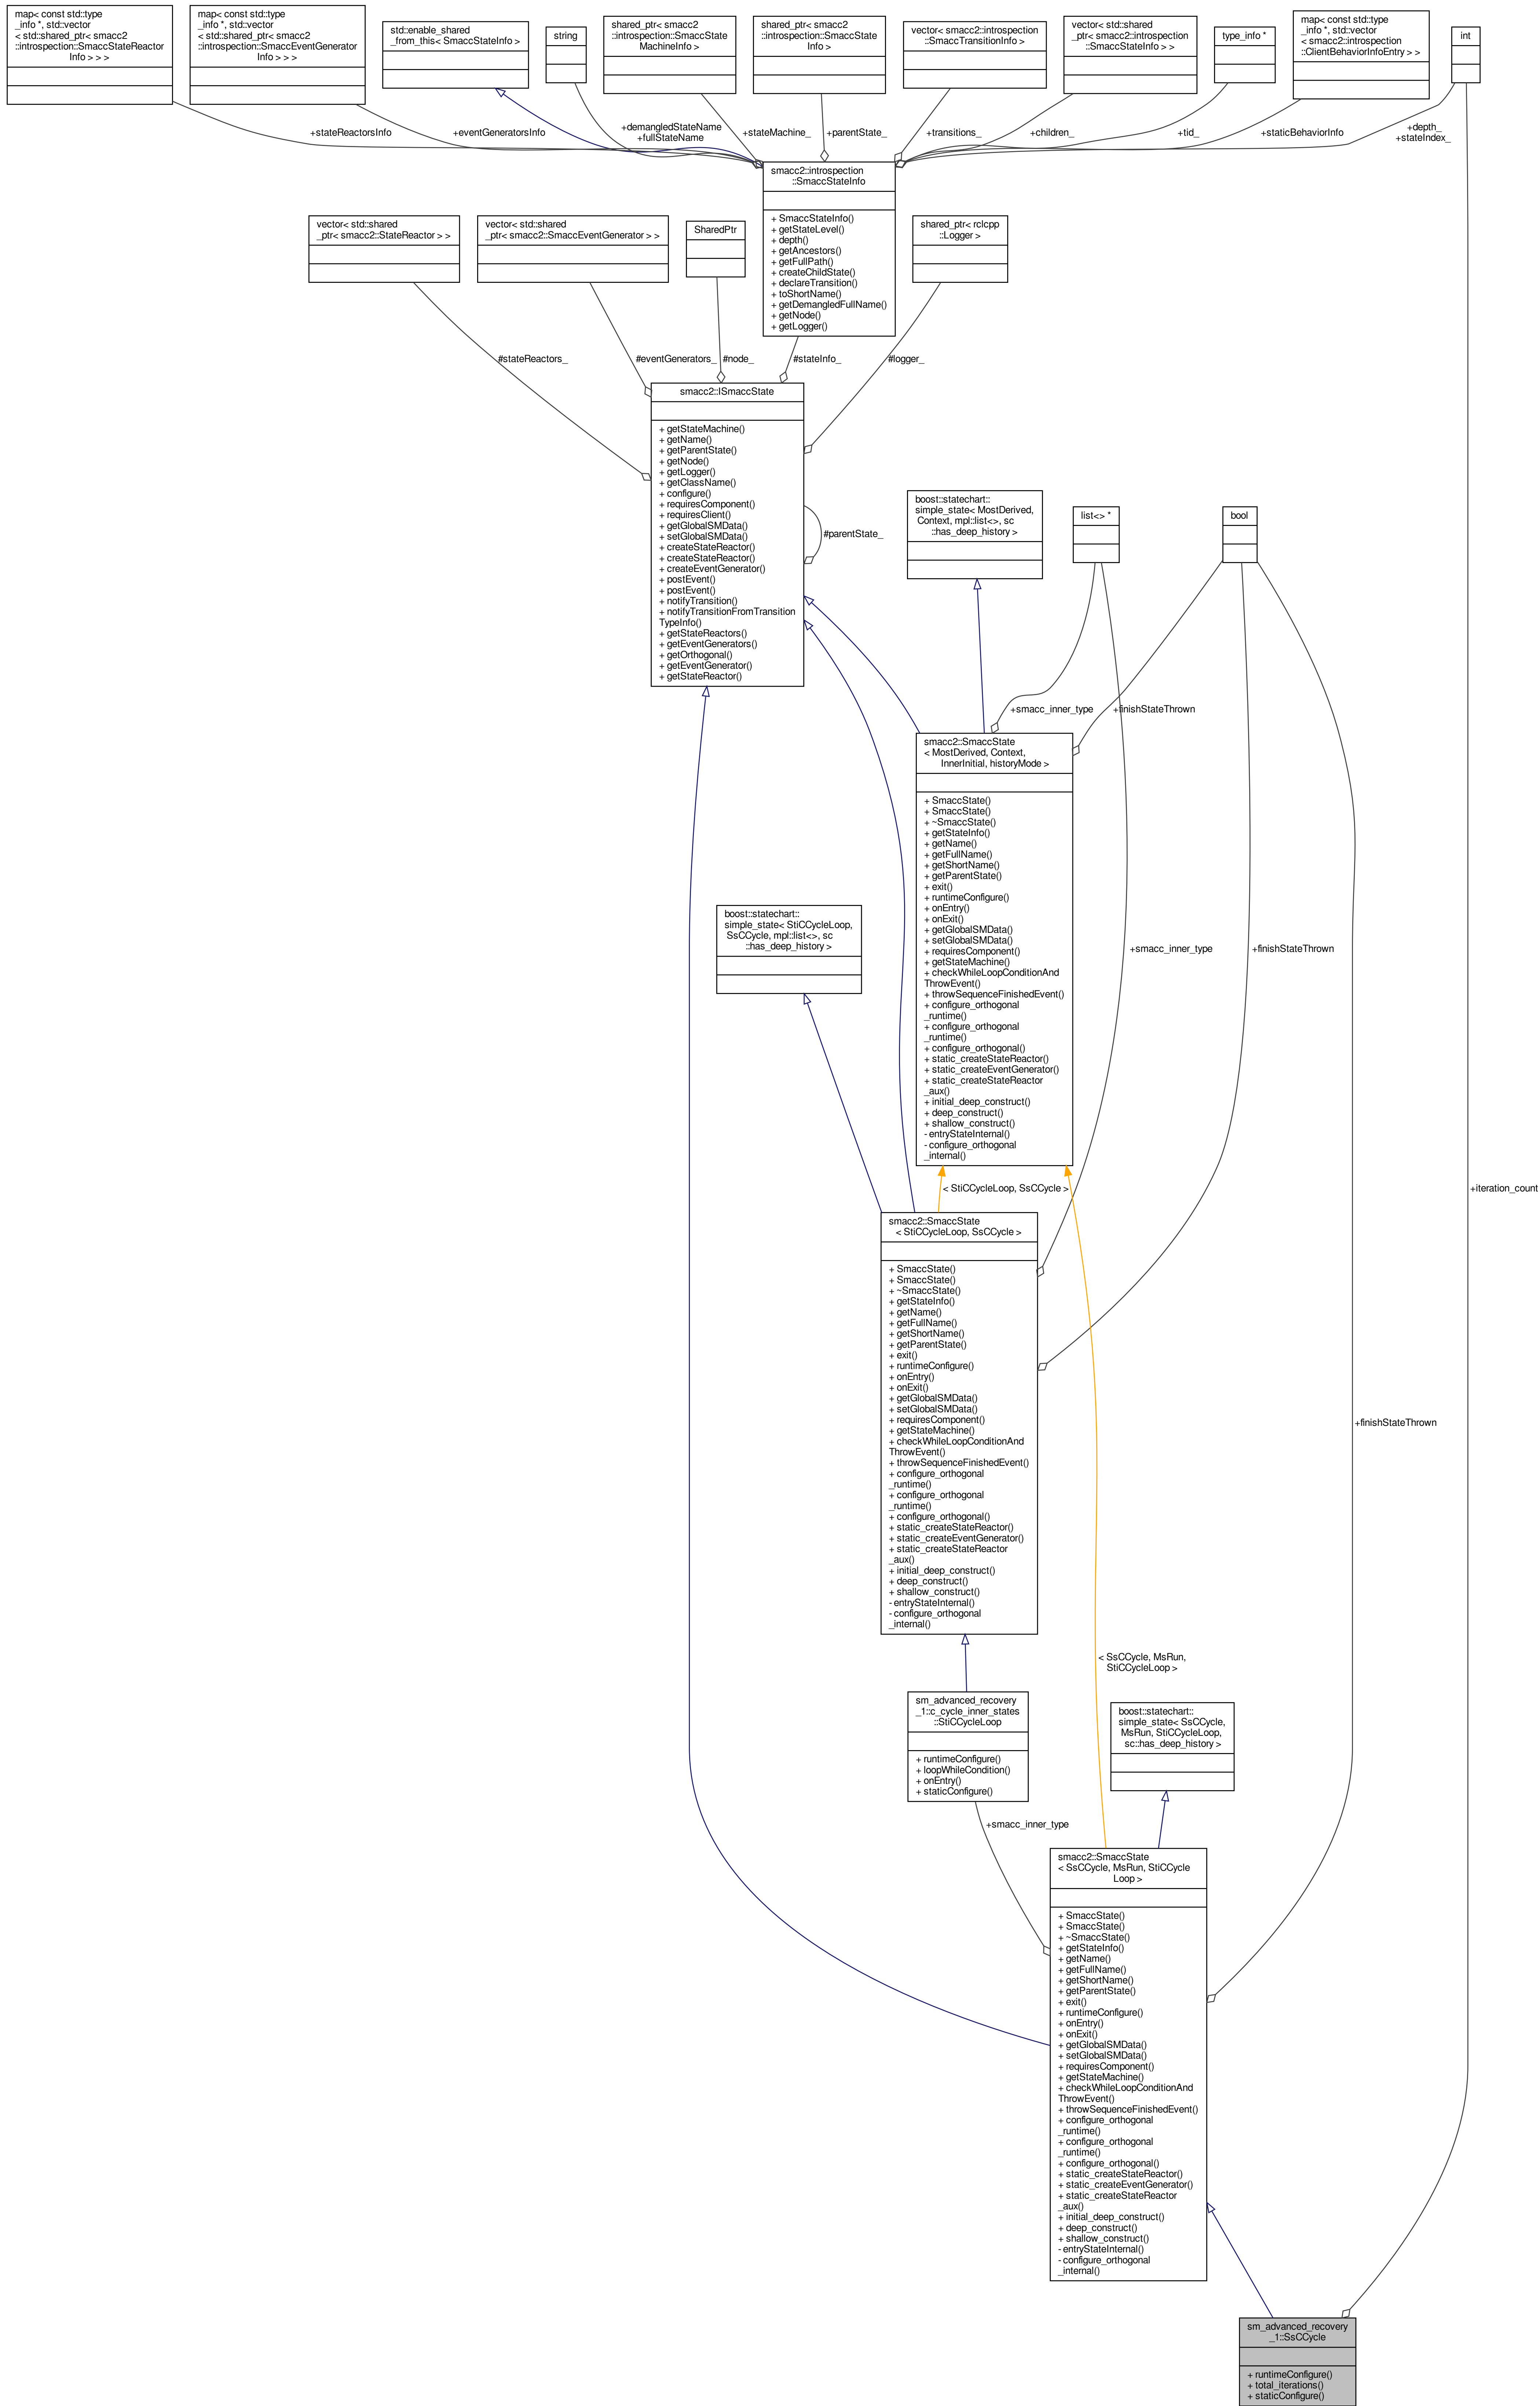 map< const std::type
_info *, std::vector
< std::shared_ptr< smacc2
::introspection::SmaccStateReactor
Info > > >
map< const std::type
_info *, std::vector
< std::shared_ptr< smacc2
::introspection::SmaccEventGenerator
Info > > >
std::enable_shared
_from_this< SmaccStateInfo >
string
shared_ptr< smacc2
::introspection::SmaccState
MachineInfo >
shared_ptr< smacc2
::introspection::SmaccState
Info >
vector< smacc2::introspection
::SmaccTransitionInfo >
vector< std::shared
_ptr< smacc2::introspection
::SmaccStateInfo > >
type_info *
map< const std::type
_info *, std::vector
< smacc2::introspection
::ClientBehaviorInfoEntry > >
int
+stateReactorsInfo
+eventGeneratorsInfo
+demangledStateName
+fullStateName
+stateMachine_
+parentState_
+transitions_
+children_
+tid_
+staticBehaviorInfo
+depth_
+stateIndex_
smacc2::introspection
::SmaccStateInfo
+ SmaccStateInfo()
+ getStateLevel()
+ depth()
+ getAncestors()
+ getFullPath()
+ createChildState()
+ declareTransition()
+ toShortName()
+ getDemangledFullName()
+ getNode()
+ getLogger()
vector< std::shared
_ptr< smacc2::StateReactor > >
vector< std::shared
_ptr< smacc2::SmaccEventGenerator > >
SharedPtr
shared_ptr< rclcpp
::Logger >
#stateReactors_
#eventGenerators_
#node_
#stateInfo_
#logger_
smacc2::ISmaccState
+ getStateMachine()
+ getName()
+ getParentState()
+ getNode()
+ getLogger()
+ getClassName()
+ configure()
+ requiresComponent()
+ requiresClient()
+ getGlobalSMData()
+ setGlobalSMData()
+ createStateReactor()
+ createStateReactor()
+ createEventGenerator()
+ postEvent()
+ postEvent()
+ notifyTransition()
+ notifyTransitionFromTransition
TypeInfo()
+ getStateReactors()
+ getEventGenerators()
+ getOrthogonal()
+ getEventGenerator()
+ getStateReactor()
#parentState_
boost::statechart::
simple_state< MostDerived,
Context, mpl::list<>, sc
::has_deep_history >
list<> *
bool
+smacc_inner_type
+finishStateThrown
smacc2::SmaccState
< MostDerived, Context,
InnerInitial, historyMode >
+ SmaccState()
+ SmaccState()
+ ~SmaccState()
+ getStateInfo()
+ getName()
+ getFullName()
+ getShortName()
+ getParentState()
+ exit()
+ runtimeConfigure()
+ onEntry()
+ onExit()
+ getGlobalSMData()
+ setGlobalSMData()
+ requiresComponent()
+ getStateMachine()
+ checkWhileLoopConditionAnd
ThrowEvent()
+ throwSequenceFinishedEvent()
+ configure_orthogonal
_runtime()
+ configure_orthogonal
_runtime()
+ configure_orthogonal()
+ static_createStateReactor()
+ static_createEventGenerator()
+ static_createStateReactor
_aux()
+ initial_deep_construct()
+ deep_construct()
+ shallow_construct()
- entryStateInternal()
- configure_orthogonal
_internal()
boost::statechart::
simple_state< StiCCycleLoop,
SsCCycle, mpl::list<>, sc
::has_deep_history >
+smacc_inner_type
+finishStateThrown
+iteration_count
< StiCCycleLoop, SsCCycle >
smacc2::SmaccState
< StiCCycleLoop, SsCCycle >
+ SmaccState()
+ SmaccState()
+ ~SmaccState()
+ getStateInfo()
+ getName()
+ getFullName()
+ getShortName()
+ getParentState()
+ exit()
+ runtimeConfigure()
+ onEntry()
+ onExit()
+ getGlobalSMData()
+ setGlobalSMData()
+ requiresComponent()
+ getStateMachine()
+ checkWhileLoopConditionAnd
ThrowEvent()
+ throwSequenceFinishedEvent()
+ configure_orthogonal
_runtime()
+ configure_orthogonal
_runtime()
+ configure_orthogonal()
+ static_createStateReactor()
+ static_createEventGenerator()
+ static_createStateReactor
_aux()
+ initial_deep_construct()
+ deep_construct()
+ shallow_construct()
- entryStateInternal()
- configure_orthogonal
_internal()
+finishStateThrown
< SsCCycle, MsRun,
StiCCycleLoop >
sm_advanced_recovery
_1::c_cycle_inner_states
::StiCCycleLoop
+ runtimeConfigure()
+ loopWhileCondition()
+ onEntry()
+ staticConfigure()
boost::statechart::
simple_state< SsCCycle,
MsRun, StiCCycleLoop,
sc::has_deep_history >
+smacc_inner_type
smacc2::SmaccState
< SsCCycle, MsRun, StiCCycle
Loop >
+ SmaccState()
+ SmaccState()
+ ~SmaccState()
+ getStateInfo()
+ getName()
+ getFullName()
+ getShortName()
+ getParentState()
+ exit()
+ runtimeConfigure()
+ onEntry()
+ onExit()
+ getGlobalSMData()
+ setGlobalSMData()
+ requiresComponent()
+ getStateMachine()
+ checkWhileLoopConditionAnd
ThrowEvent()
+ throwSequenceFinishedEvent()
+ configure_orthogonal
_runtime()
+ configure_orthogonal
_runtime()
+ configure_orthogonal()
+ static_createStateReactor()
+ static_createEventGenerator()
+ static_createStateReactor
_aux()
+ initial_deep_construct()
+ deep_construct()
+ shallow_construct()
- entryStateInternal()
- configure_orthogonal
_internal()
sm_advanced_recovery
_1::SsCCycle
+ runtimeConfigure()
+ total_iterations()
+ staticConfigure()